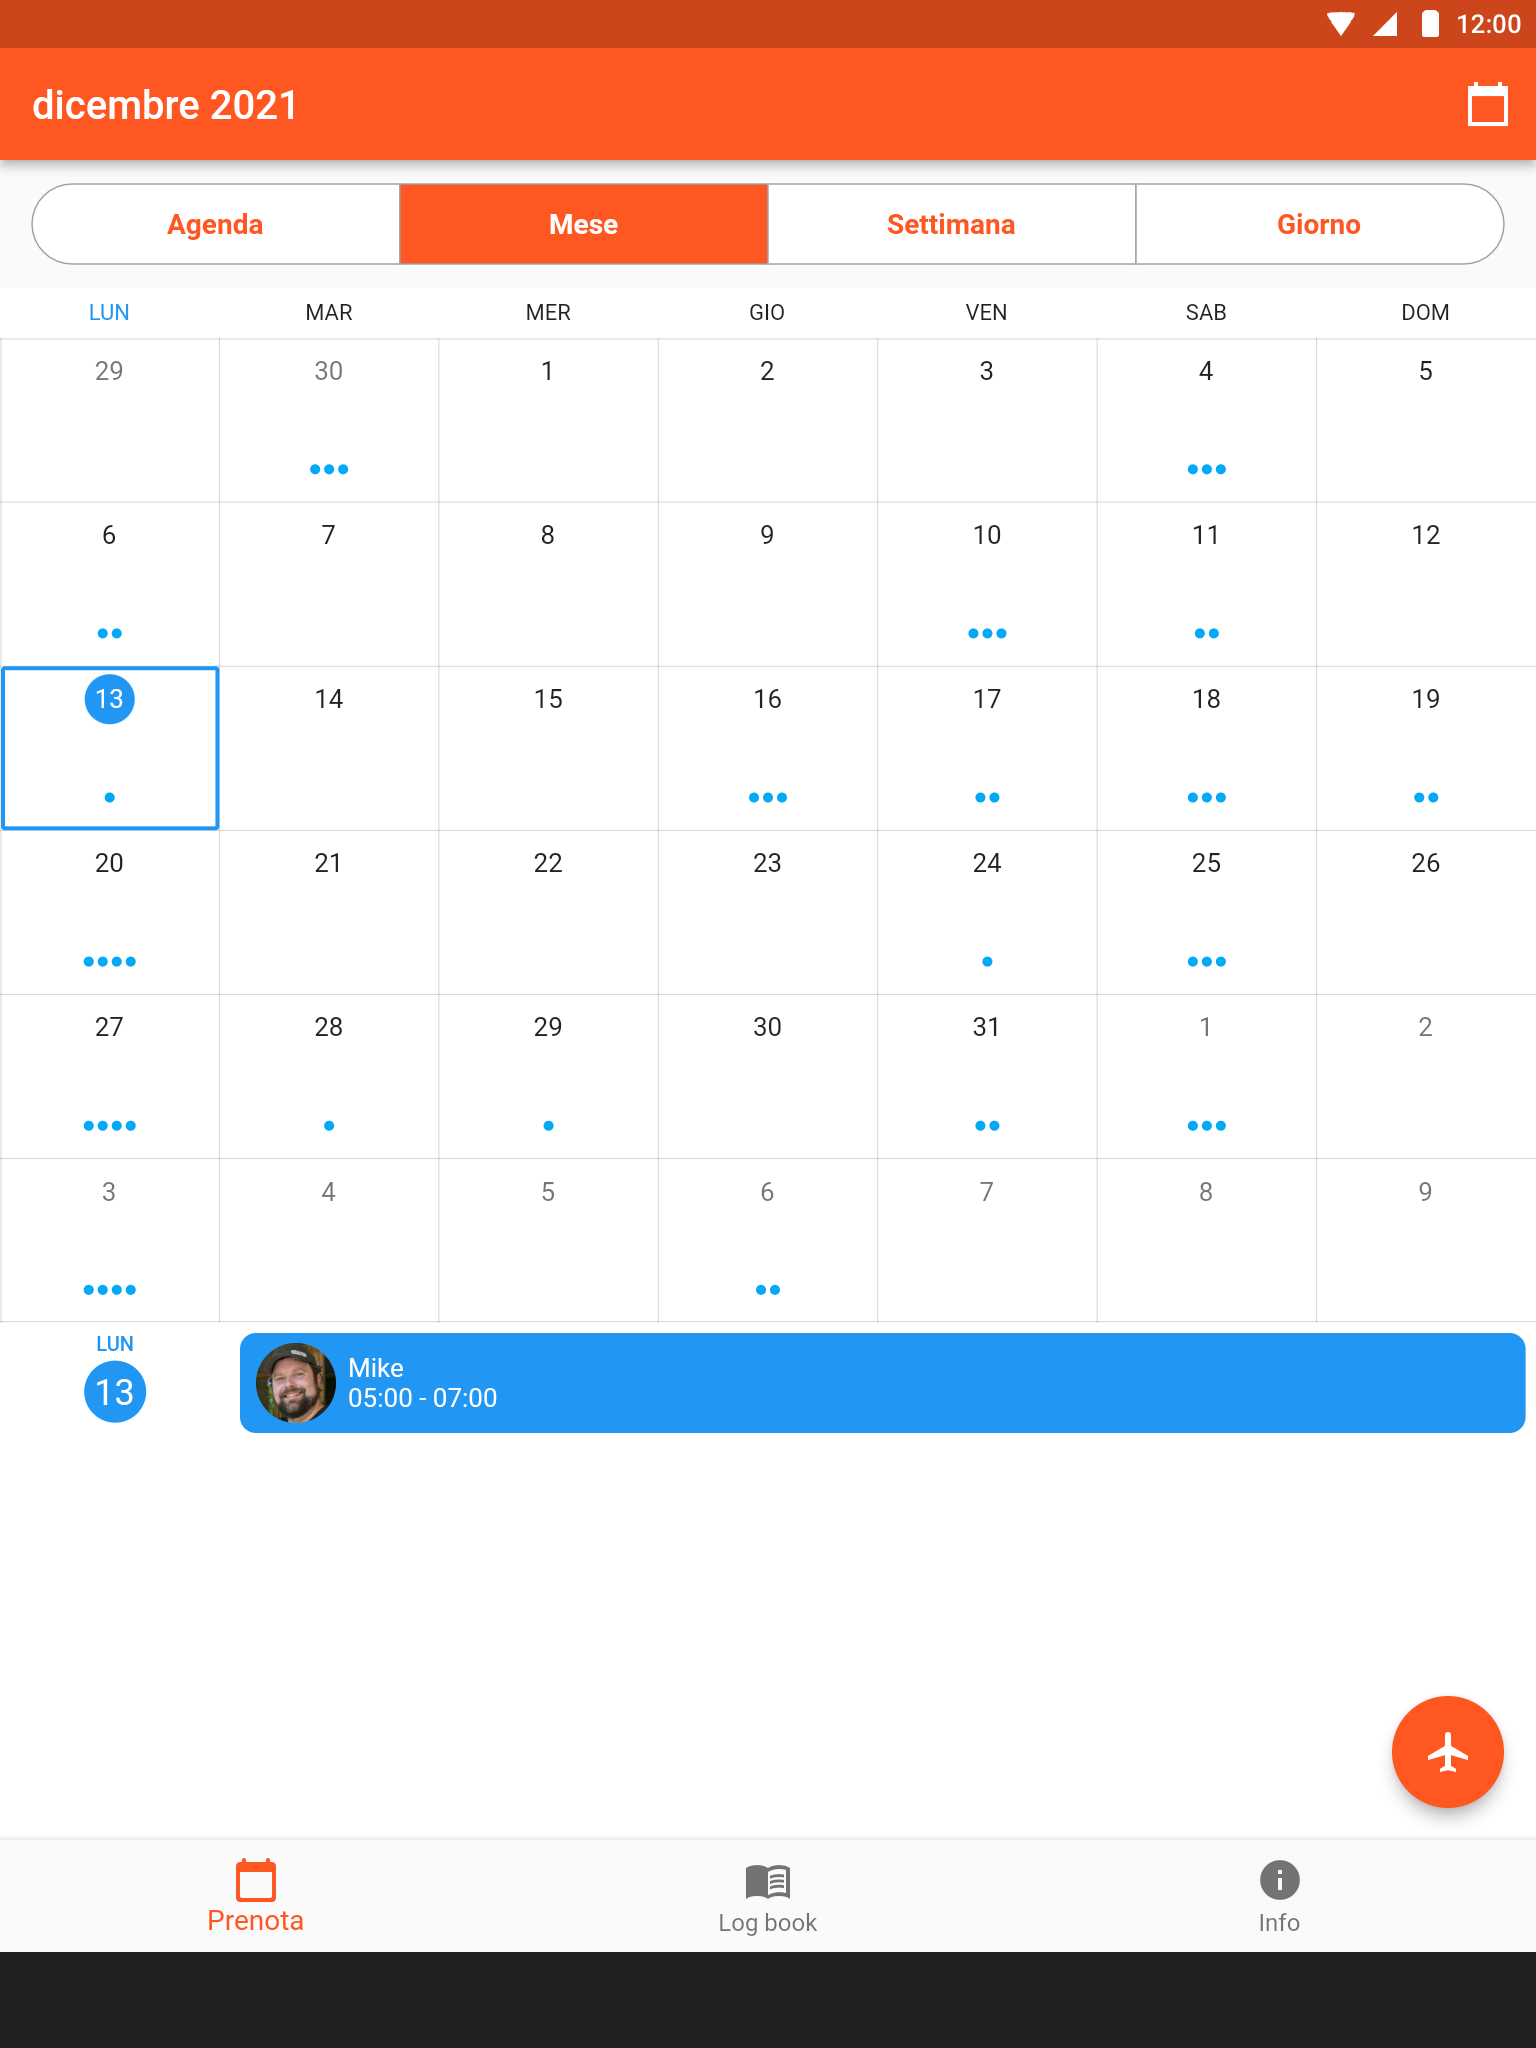 12:00
dicembre 2021
Agenda Mese Settimana Giorno
LUN MAR MER GIO VEN SAB DOM
29 30 1 2 3 4 5
6 7 8 9 10 11 12
13 14 15 16 17 18 19
20 21 22 23 24 25 26
27 28 29 30 31 1 2
3 4 5 6 7 8 9
LUN
13
Mike
05:00 - 07:00
Prenota Log book Info